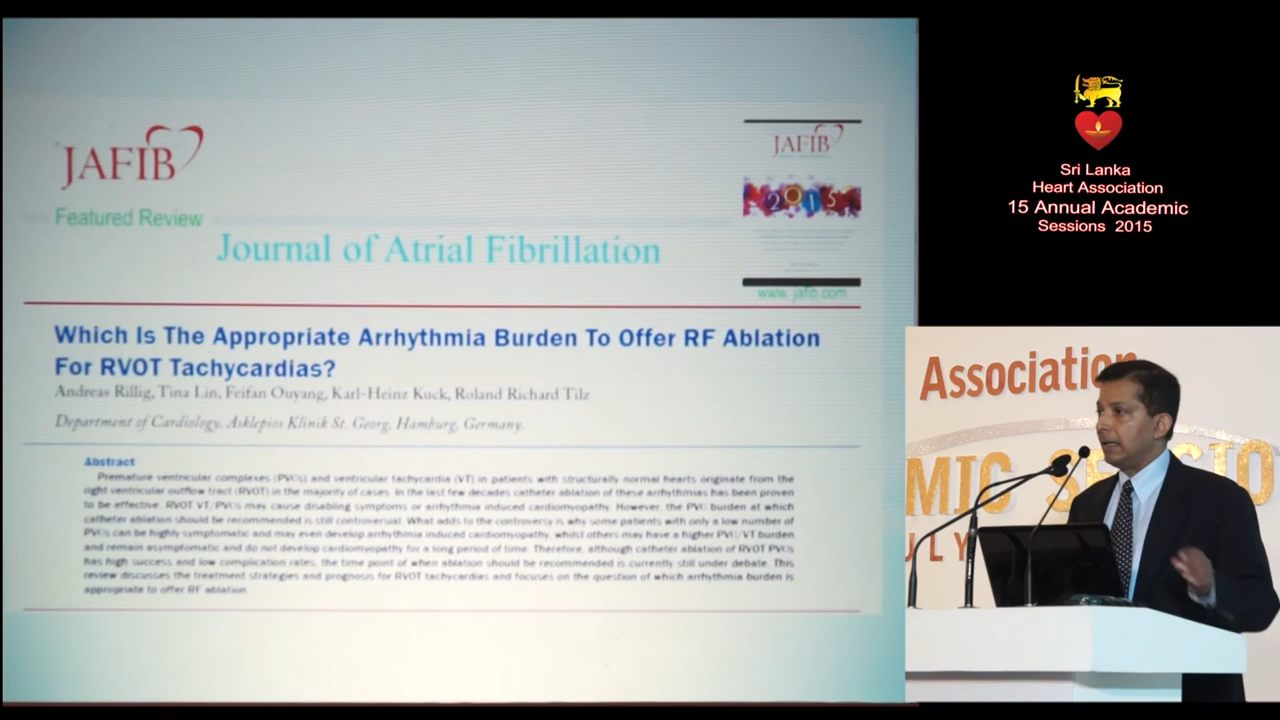 JAFIB
Featured Review
Journal of Atrial Fibrillation
JAFIB
2015
www. jafib.com
Which Is The Appropriate Arrhythmia Burden To Offer RF Ablation
For RVOT Tachycardias?
Andreas Rillig, Tina Lin, Feifan Ouyang, Karl-Heinz Kuck, Roland Richard Tilz
Department of Cardiology, Asklepios Klinik St. Georg, Hamburg, Germany.
Abstract
Premature ventricular complexes (PVCs) and ventricular tachycardia (VT) in patients with structurally normal hearts originate from the
right ventricular outflow tract (RVOT) in the majority of cases. In the last few decades catheter ablation of these arrhythmias has been proven
to be effective. RVOT VT/PVCs may cause disabling symptoms or arrhythmia induced cardiomyopathy. However, the PVC burden at which
catheter ablation should be recommended is still controversial. What adds to the controversy is why some patients with only a low number of
PVCs can be highly symptomatic and may even develop arrhythmia induced cardiomyopathy, whilst others may have a higher PVC/VT burden
and remain asymptomatic and do not develop cardiomyopathy for a long period of time. Therefore, although catheter ablation of RVOT PVCs
has high success and low complication rates, the time point of when ablation should be recommended is currently still under debate. This
review discusses the treatment strategies and prognosis for RVOT tachycardias and focuses on the question of which arrhythmia burden is
appropriate to offer RF ablation.
Sri Lanka
Heart Association
15 Annual Academic
Sessions 2015
Association
MIC SESSIO
ULY